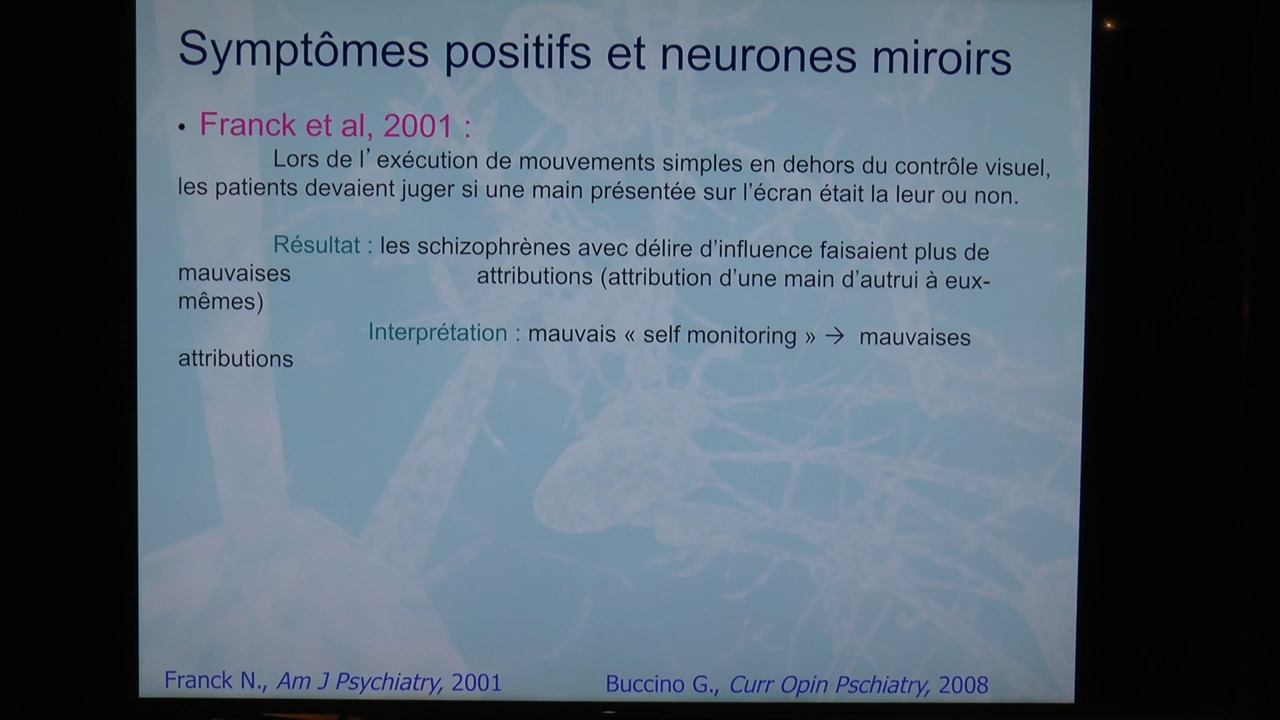 Symptômes positifs et neurones miroirs
• Franck et al, 2001 :
Lors de l’exécution de mouvements simples en dehors du contrôle visuel,
les patients devaient juger si une main présentée sur l’écran était la leur ou non.
Résultat : les schizophrènes avec délire d’influence faisaient plus de
mauvaises attributions (attribution d’une main d’autrui à eux-
mêmes)
Interprétation : mauvais « self monitoring » → mauvaises
attributions
Franck N., Am J Psychiatry, 2001 Buccino G., Curr Opin Pschiatry, 2008